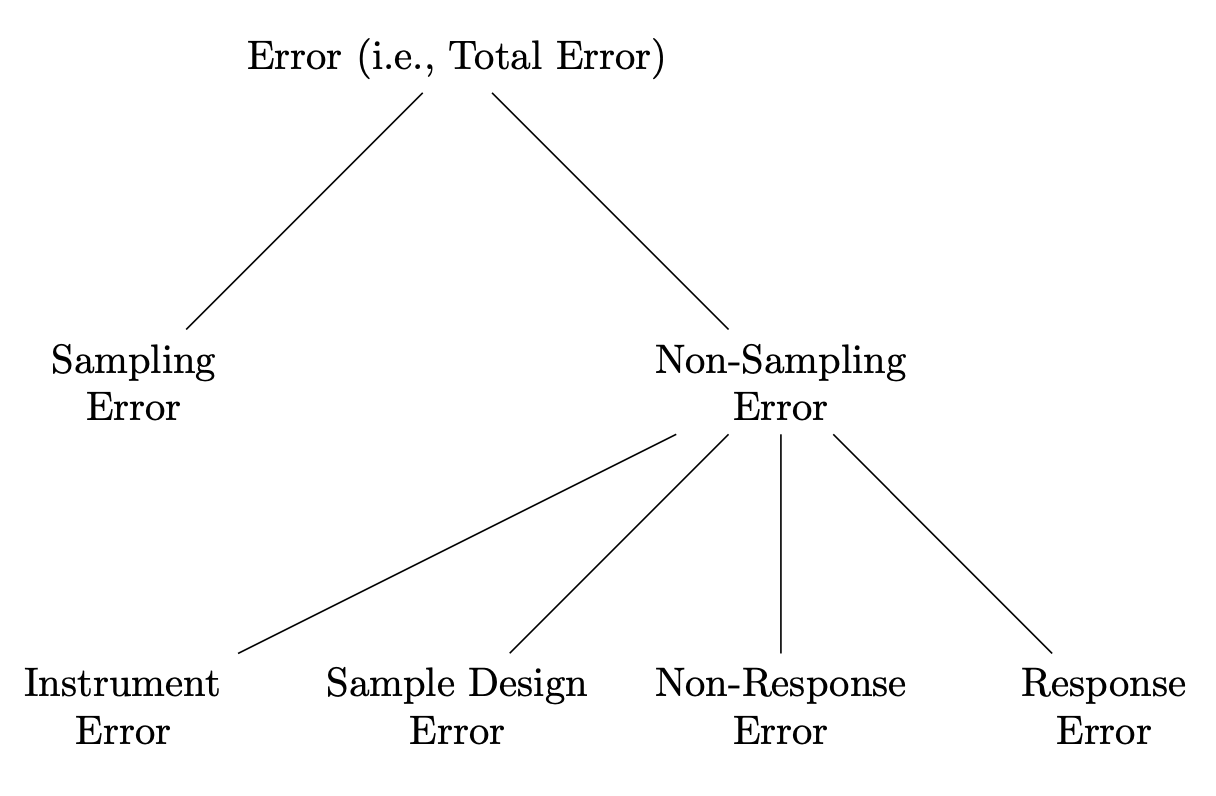 Error (i.e., Total Error)
Sampling
Error
Non-Sampling
Error
Instrument
Error
Sample Design
Error
Non-Response
Error
Response
Error